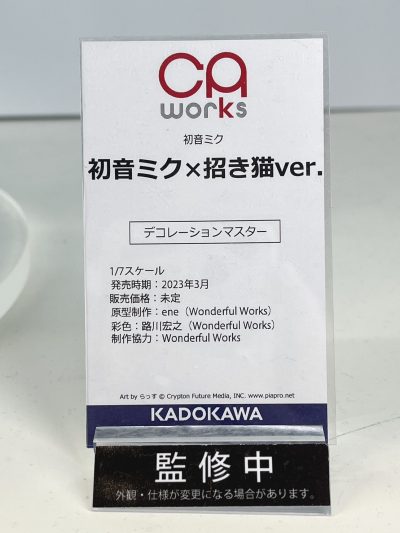 CA
works
初音ミク
初音ミク×招き猫ver.
デコレーションマスター
1/7スケール
発売時期：2023年3月
販売価格：未定
原型制作：ene（Wonderful Works）
彩色：路川宏之（Wonderful Works）
制作協力：Wonderful Works
Art by らっす © Crypton Future Media, INC. www.piapro.net
KADOKAWA
監修中
外観・仕様が変更になる場合があります。